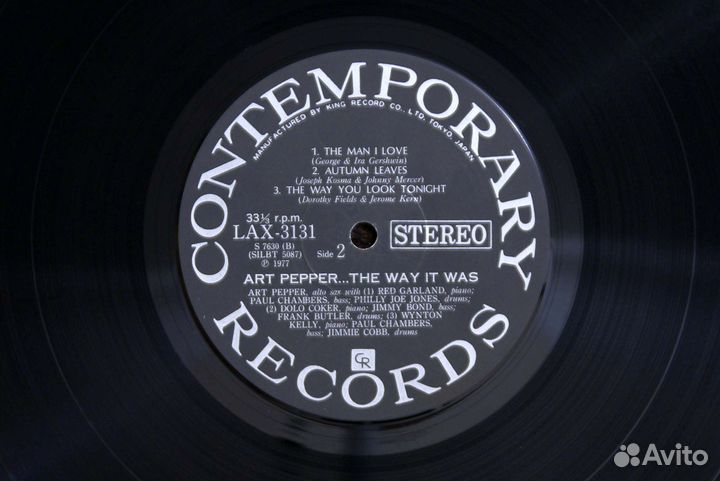 CONTEMPORARY
MANUFACTURED BY KING RECORD CO., LTD, TOKYO, JAPAN
1. THE MAN I LOVE
(George & Ira Gershwin)
2. AUTUMN LEAVES
(Joseph Kosma & Johnny Mercer)
3. THE WAY YOU LOOK TONIGHT
(Dorothy Fields & Jerome Kern)
33⅓ r.p.m.
LAX-3131
S 7630 (B)
(SILBT 5087)
Ⓟ 1977
Side 2
STEREO
ART PEPPER...THE WAY IT WAS
ART PEPPER, alto sax with (1) RED GARLAND, piano;
PAUL CHAMBERS, bass; PHILLY JOE JONES, drums;
(2) DOLO COKER, piano; JIMMY BOND, bass;
FRANK BUTLER, drums; (3) WYNTON
KELLY, piano; PAUL CHAMBERS,
bass; JIMMIE COBB, drums
CR
RECORDS
Avito